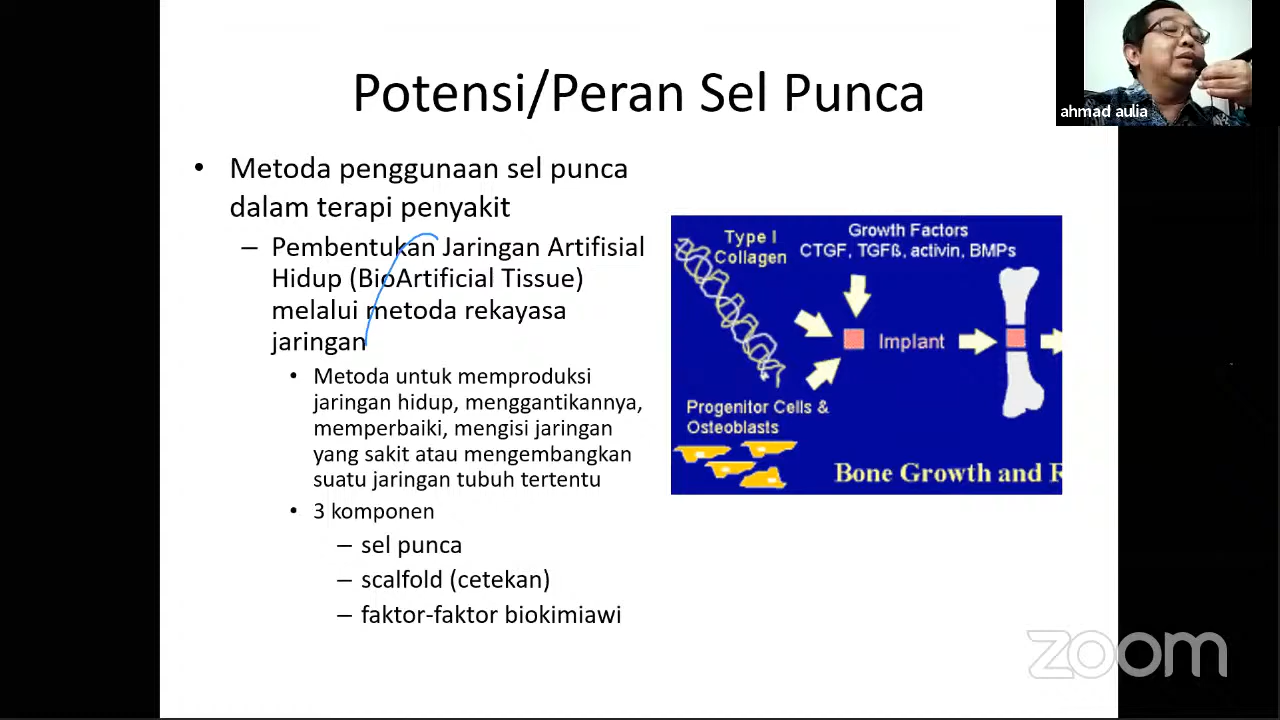 Potensi/Peran Sel Punca
ahmad aulia
• Metoda penggunaan sel punca
dalam terapi penyakit
– Pembentukan Jaringan Artifisial
Hidup (BioArtificial Tissue)
melalui metoda rekayasa
jaringan
• Metoda untuk memproduksi
jaringan hidup, menggantikannya,
memperbaiki, mengisi jaringan
yang sakit atau mengembangkan
suatu jaringan tubuh tertentu
• 3 komponen
– sel punca
– scalfold (cetekan)
– faktor-faktor biokimiawi
Type I
Collagen
Growth Factors
CTGF, TGFß, activin, BMPs
Implant
Progenitor Cells &
Osteoblasts
Bone Growth and R
zoom